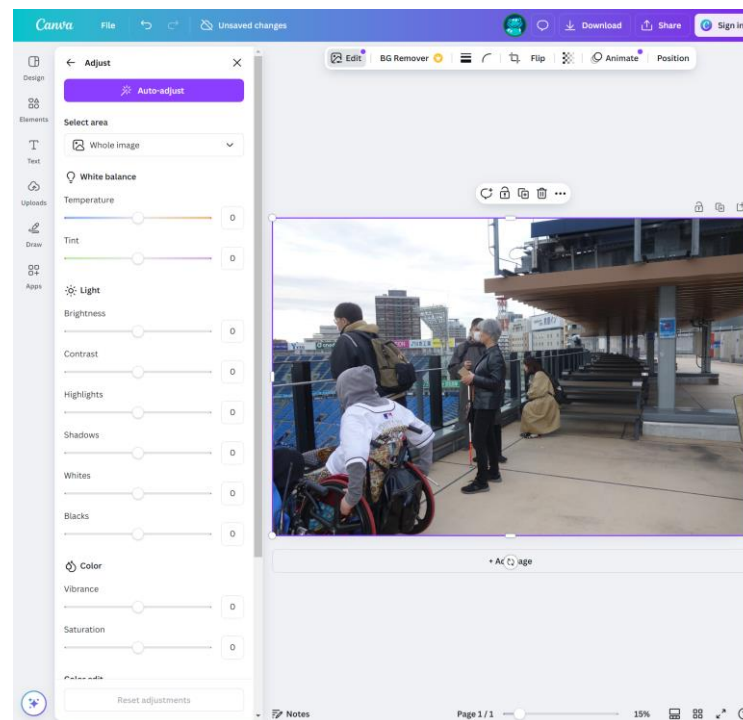 Canva File Unsaved changes Download Share Sign in
Design
Elements
Text
Uploads
Draw
Apps
Adjust
Auto-adjust
Select area
Whole image
White balance
Temperature
0
Tint
0
Light
Brightness
0
Contrast
0
Highlights
0
Shadows
0
Whites
0
Blacks
0
Color
Vibrance
0
Saturation
0
Reset adjustments
Edit BG Remover Flip Animate Position
Notes Page 1 / 1 15%